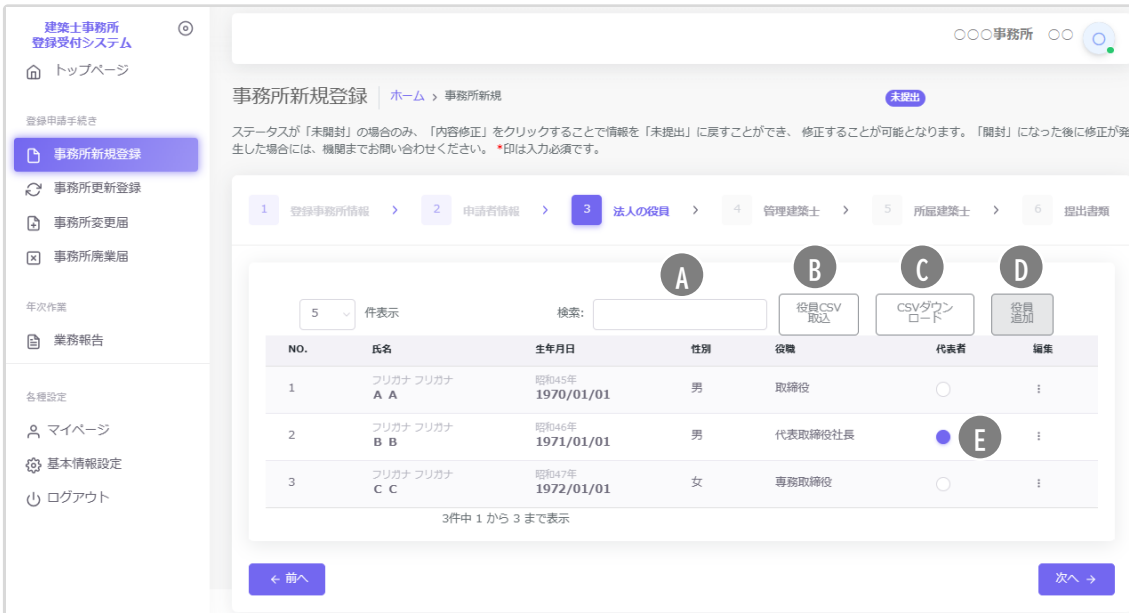 建築士事務所
登録受付システム
トップページ
登録申請手続き
事務所新規登録
事務所更新登録
事務所変更届
事務所廃業届
年次作業
業務報告
各種設定
マイページ
基本情報設定
ログアウト
〇〇〇事務所 〇〇 〇
事務所新規登録 ホーム > 事務所新規 未提出
ステータスが「未開封」の場合のみ、「内容修正」をクリックすることで情報を「未提出」に戻すことができ、 修正することが可能となります。「開封」になった後に修正が発
生した場合には、機関までお問い合わせください。 *印は入力必須です。
1 登録事務所情報 > 2 申請者情報 > 3 法人の役員 > 4 管理建築士 > 5 所属建築士 > 6 提出書類
A B C D
5 件表示 検索: 役員CSV取込 CSVダウンロード 役員追加
NO. 氏名 生年月日 性別 役職 代表者 編集
フリガナ フリガナ 昭和45年
1 A A 1970/01/01 男 取締役
フリガナ フリガナ 昭和46年
2 B B 1971/01/01 男 代表取締役社長 E
フリガナ フリガナ 昭和47年
3 C C 1972/01/01 女 専務取締役
3件中 1 から 3 まで表示
← 前へ 次へ →